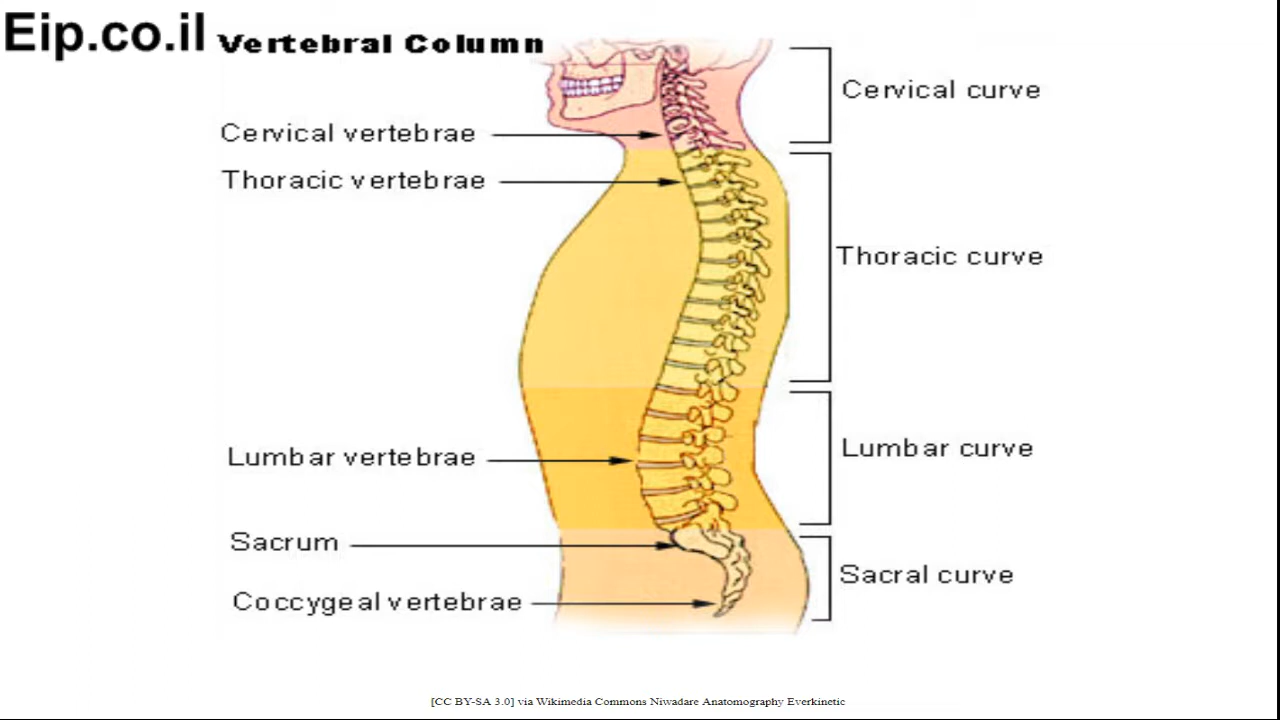 Eip.co.il
Vertebral Column
Cervical curve
Cervical vertebrae
Thoracic vertebrae
Thoracic curve
Lumbar curve
Lumbar vertebrae
Sacrum
Sacral curve
Coccygeal vertebrae
[CC BY-SA 3.0] via Wikimedia Commons Niwadare Anatomography Everkinetic